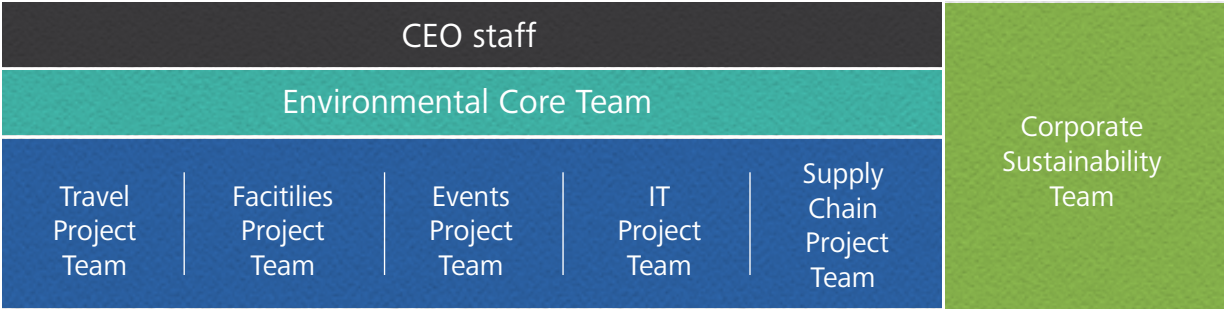 CEO staff
Environmental Core Team
Travel
Project
Team
Facitilies
Project
Team
Events
Project
Team
IT
Project
Team
Supply
Chain
Project
Team
Corporate
Sustainability
Team